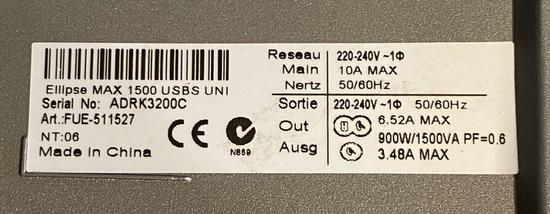 Ellipse MAX 1500 USBS UNI
Serial No: ADRK3200C
Art.:FUE-511527
NT:06
Made in China
CE
N889
Reseau 220-240V ~1Φ
Main 10A MAX
Nertz 50/60Hz
Sortie 220-240V ~1Φ 50/60Hz
Out 6.52A MAX
900W/1500VA PF=0.6
Ausg 3.48A MAX